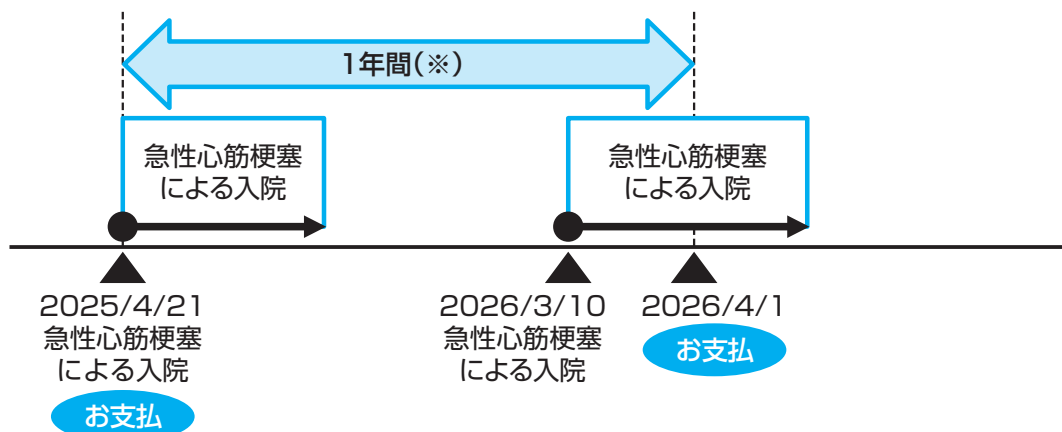 1年間(※)
急性心筋梗塞
による入院
急性心筋梗塞
による入院
2025/4/21
急性心筋梗塞
による入院
お支払
2026/3/10
急性心筋梗塞
による入院
2026/4/1
お支払